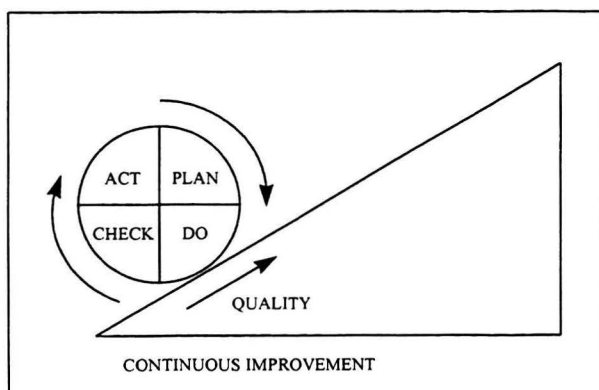 ACT PLAN
CHECK DO
QUALITY
CONTINUOUS IMPROVEMENT